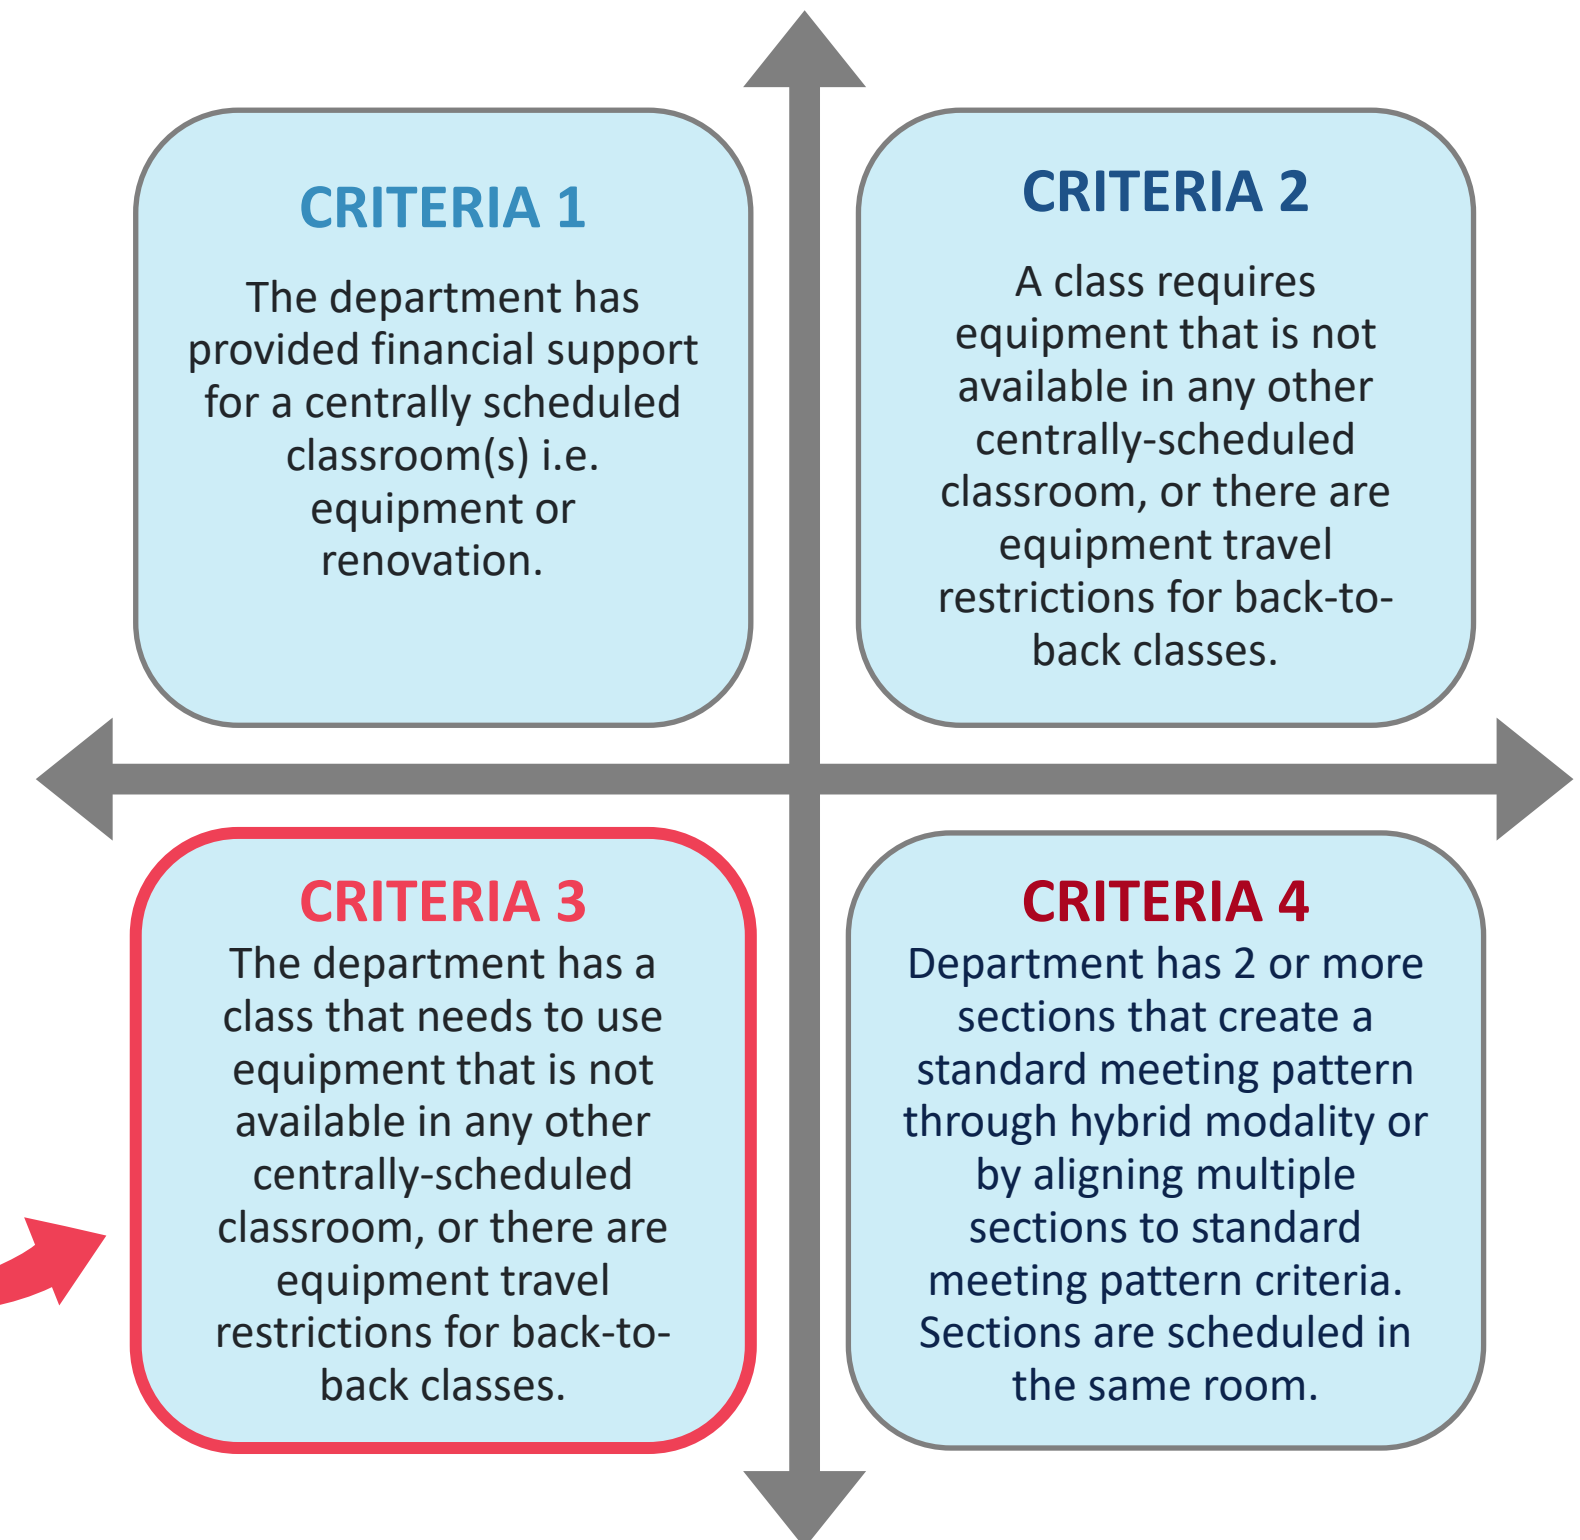 CRITERIA 1
The department has
provided financial support
for a centrally scheduled
classroom(s) i.e.
equipment or
renovation.
CRITERIA 2
A class requires
equipment that is not
available in any other
centrally-scheduled
classroom, or there are
equipment travel
restrictions for back-to-
back classes.
CRITERIA 3
The department has a
class that needs to use
equipment that is not
available in any other
centrally-scheduled
classroom, or there are
equipment travel
restrictions for back-to-
back classes.
CRITERIA 4
Department has 2 or more
sections that create a
standard meeting pattern
through hybrid modality or
by aligning multiple
sections to standard
meeting pattern criteria.
Sections are scheduled in
the same room.